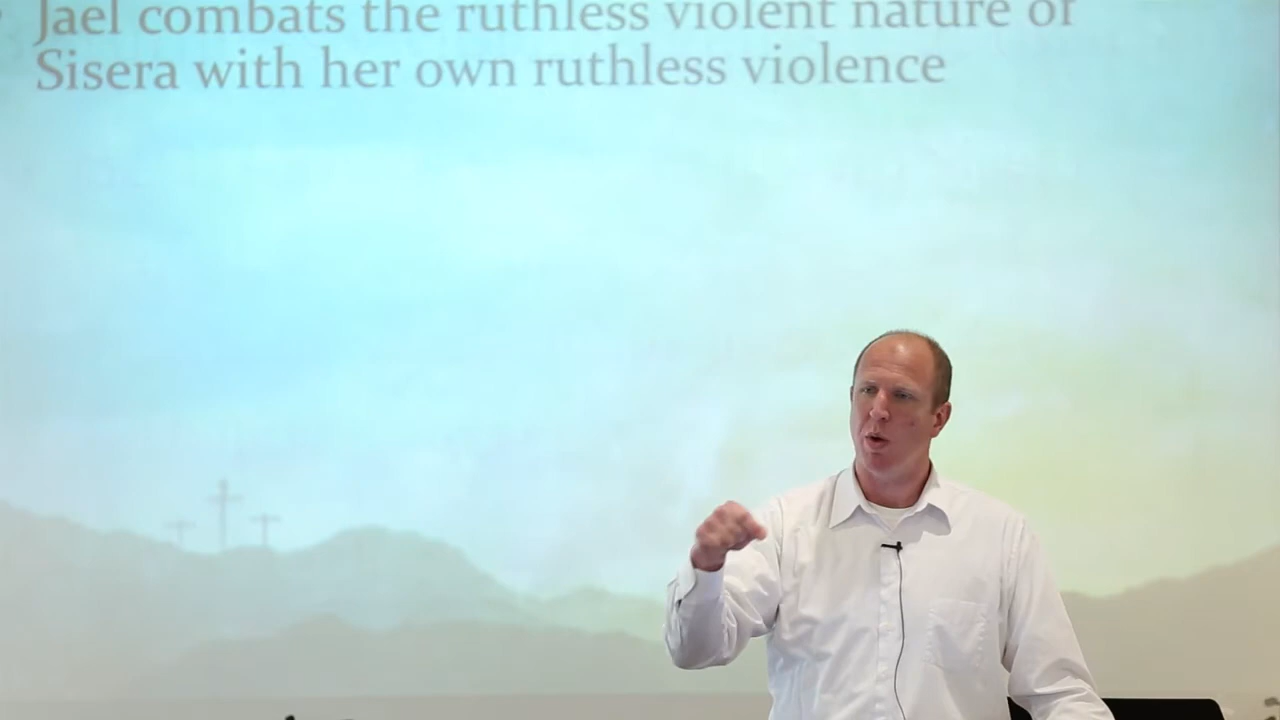 Jael combats the ruthless violent nature of
Sisera with her own ruthless violence